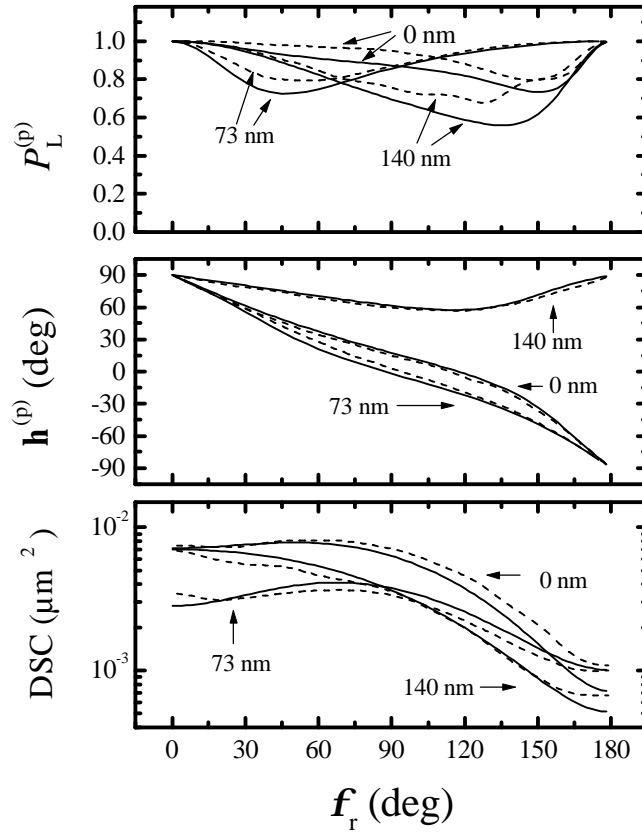 1.0
0.8
0.6
0.4
0.2
0.0
P_L^(p)
0 nm
73 nm
140 nm
90
60
30
0
-30
-60
-90
h^(p) (deg)
140 nm
0 nm
73 nm
10^-2
10^-3
DSC (μm^2)
0 nm
73 nm
140 nm
0 30 60 90 120 150 180
f_r (deg)